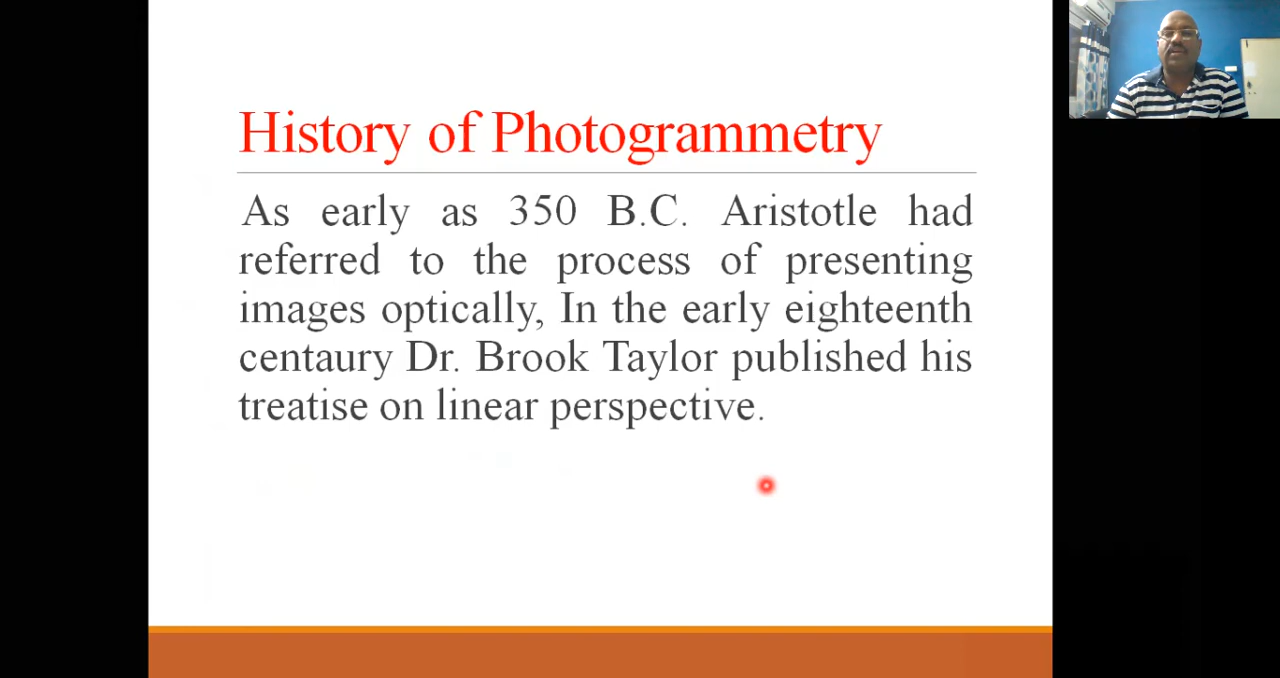 History of Photogrammetry
As early as 350 B.C. Aristotle had
referred to the process of presenting
images optically, In the early eighteenth
centaury Dr. Brook Taylor published his
treatise on linear perspective.